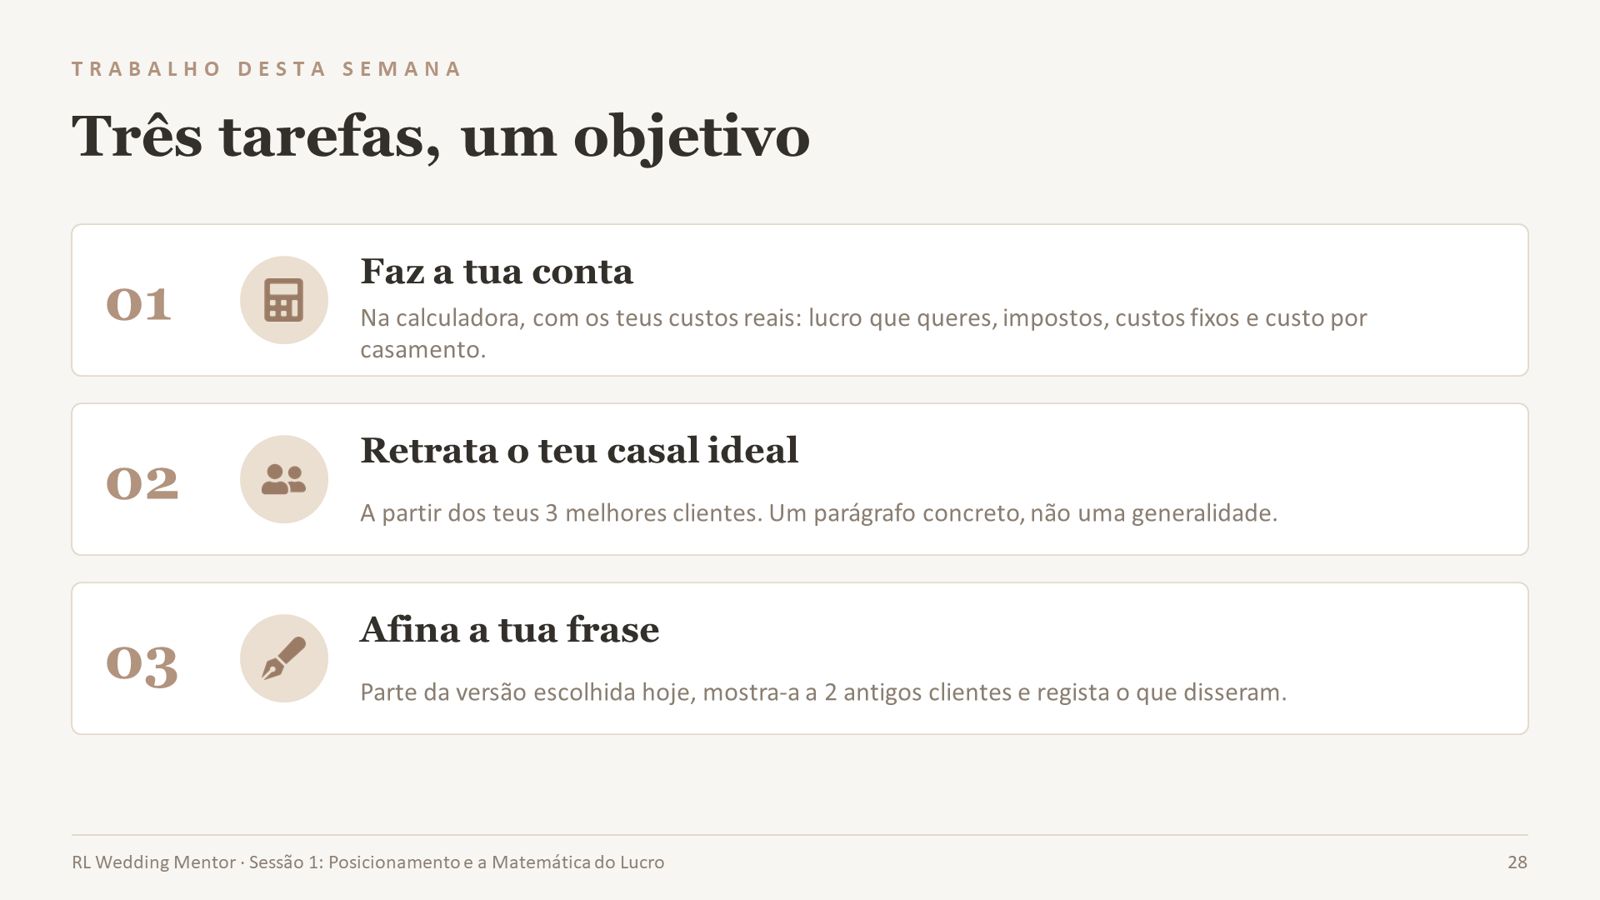 TRABALHO DESTA SEMANA
Três tarefas, um objetivo
01
Faz a tua conta
Na calculadora, com os teus custos reais: lucro que queres, impostos, custos fixos e custo por
casamento.
02
Retrata o teu casal ideal
A partir dos teus 3 melhores clientes. Um parágrafo concreto, não uma generalidade.
03
Afina a tua frase
Parte da versão escolhida hoje, mostra-a a 2 antigos clientes e regista o que disseram.
RL Wedding Mentor · Sessão 1: Posicionamento e a Matemática do Lucro
28